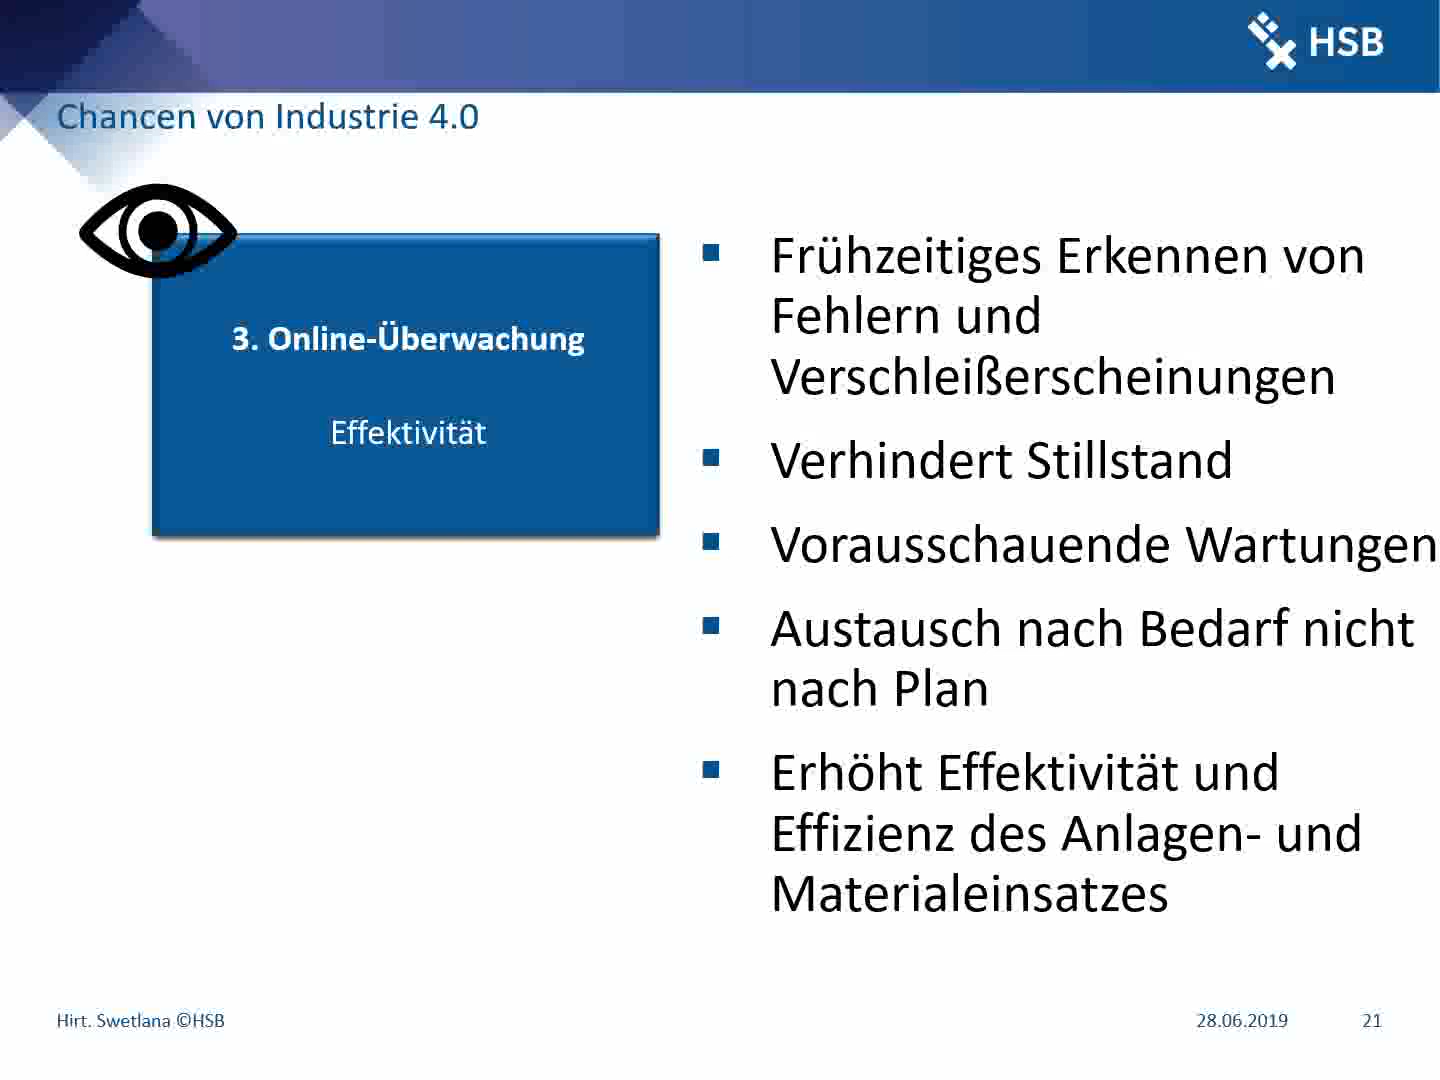 HSB
Chancen von Industrie 4.0
3. Online-Überwachung
Effektivität
▪ Frühzeitiges Erkennen von
Fehlern und
Verschleißerscheinungen
▪ Verhindert Stillstand
▪ Vorausschauende Wartungen
▪ Austausch nach Bedarf nicht
nach Plan
▪ Erhöht Effektivität und
Effizienz des Anlagen- und
Materialeinsatzes
Hirt. Swetlana ©HSB
28.06.2019
21